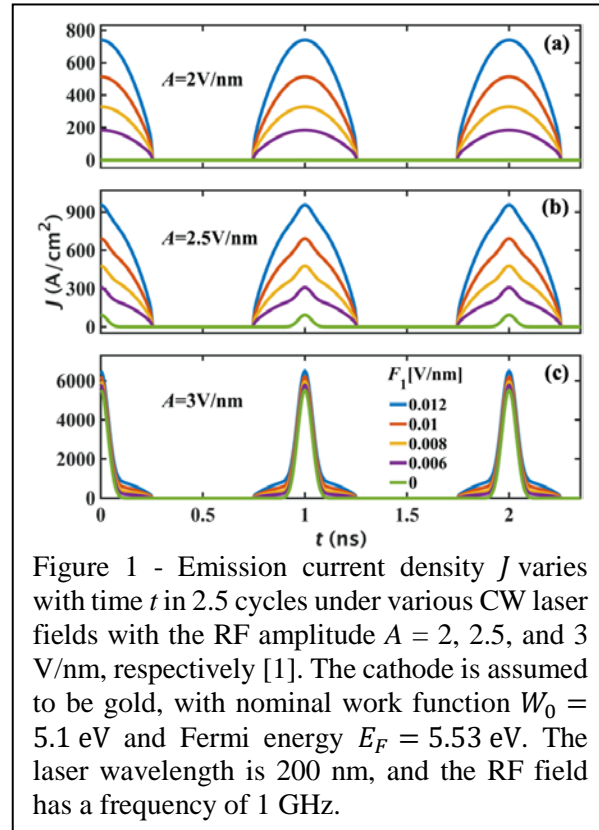 800
600
400
200
0
A=2V/nm
(a)
900
600
300
0
J (A/cm²)
A=2.5V/nm
(b)
6000
4000
2000
0
A=3V/nm
F₁[V/nm]
(c)
0.012
0.01
0.008
0.006
0
0 0.5 1 1.5 2
t (ns)
Figure 1 - Emission current density J varies
with time t in 2.5 cycles under various CW laser
fields with the RF amplitude A = 2, 2.5, and 3
V/nm, respectively [1]. The cathode is assumed
to be gold, with nominal work function W₀ =
5.1 eV and Fermi energy E_F = 5.53 eV. The
laser wavelength is 200 nm, and the RF field
has a frequency of 1 GHz.